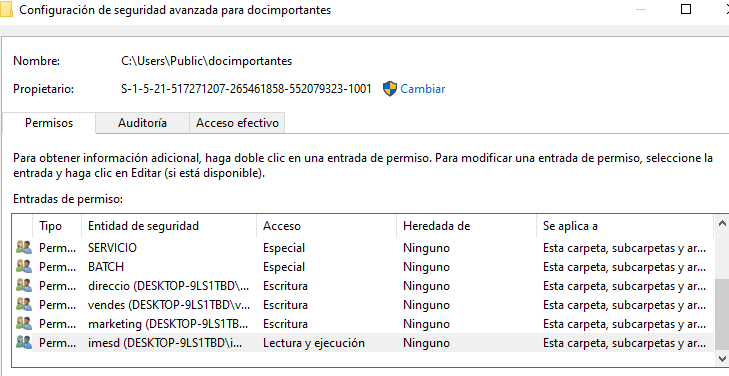 Configuración de seguridad avanzada para docimportantes
Nombre: C:\Users\Public\docimportantes
Propietario: S-1-5-21-517271207-265461858-552079323-1001 Cambiar
Permisos Auditoría Acceso efectivo
Para obtener información adicional, haga doble clic en una entrada de permiso. Para modificar una entrada de permiso, seleccione la
entrada y haga clic en Editar (si está disponible).
Entradas de permiso:
Tipo Entidad de seguridad Acceso Heredada de Se aplica a
Perm... SERVICIO Especial Ninguno Esta carpeta, subcarpetas y ar...
Perm... BATCH Especial Ninguno Esta carpeta, subcarpetas y ar...
Perm... direccio (DESKTOP-9LS1TBD\... Escritura Ninguno Esta carpeta, subcarpetas y ar...
Perm... vendes (DESKTOP-9LS1TBD\v... Escritura Ninguno Esta carpeta, subcarpetas y ar...
Perm... marketing (DESKTOP-9LS1TB... Escritura Ninguno Esta carpeta, subcarpetas y ar...
Perm... imesd (DESKTOP-9LS1TBD\i... Lectura y ejecución Ninguno Esta carpeta, subcarpetas y ar...